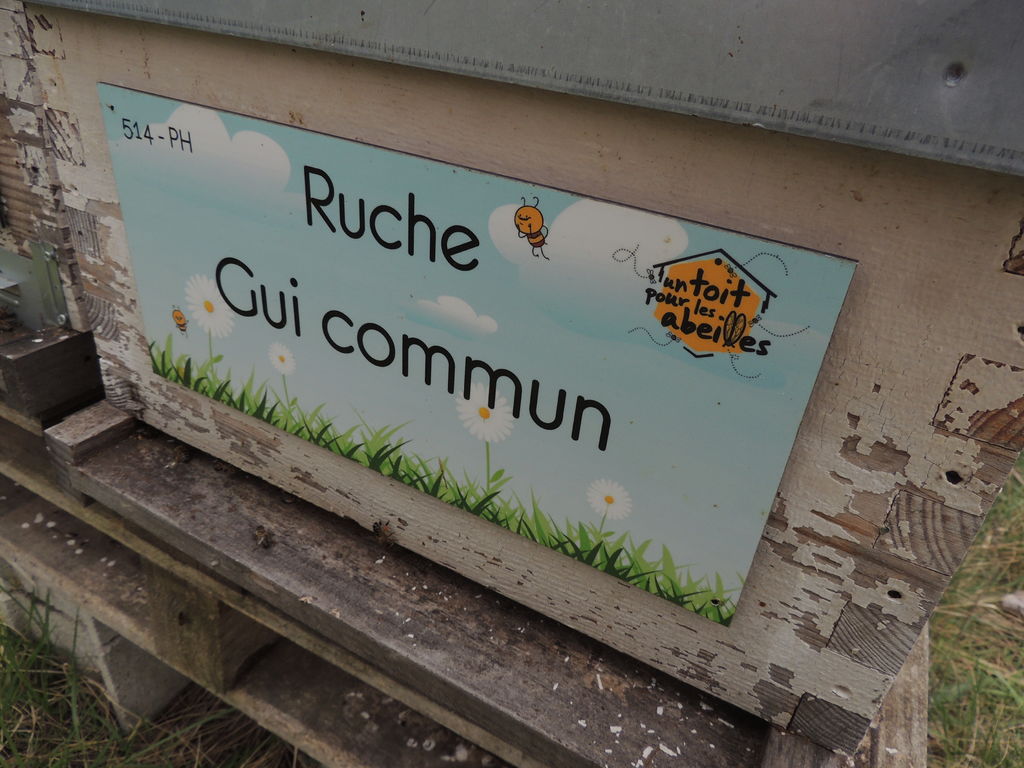 514-PH
Ruche
Gui commun
un toit
pour les
abeilles